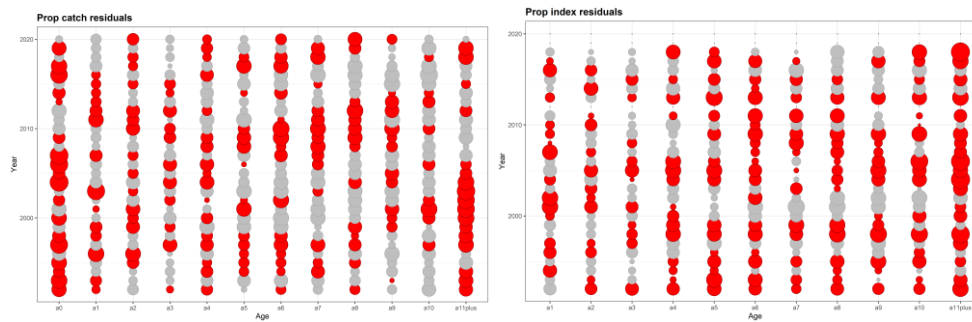 Prop catch residuals
2020
2010
2000
Year
a0 a1 a2 a3 a4 a5 a6 a7 a8 a9 a10 a11plus
Age
Prop index residuals
2020
2010
2000
Year
a1 a2 a3 a4 a5 a6 a7 a8 a9 a10 a11plus
Age